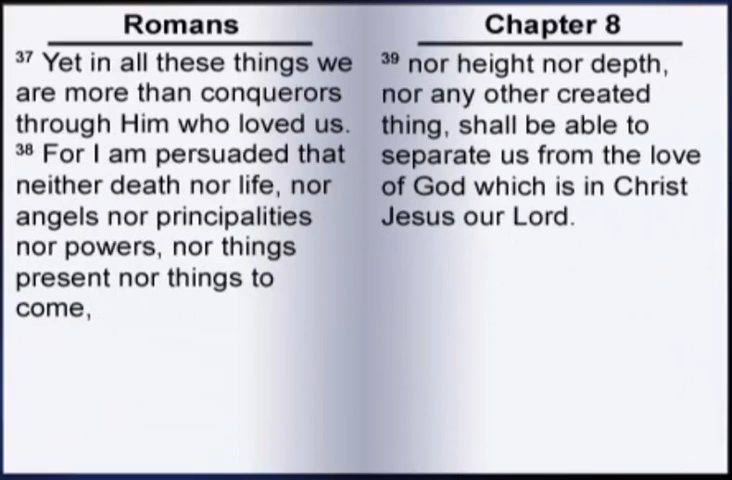 Romans
³⁷ Yet in all these things we
are more than conquerors
through Him who loved us.
³⁸ For I am persuaded that
neither death nor life, nor
angels nor principalities
nor powers, nor things
present nor things to
come,
Chapter 8
³⁹ nor height nor depth,
nor any other created
thing, shall be able to
separate us from the love
of God which is in Christ
Jesus our Lord.